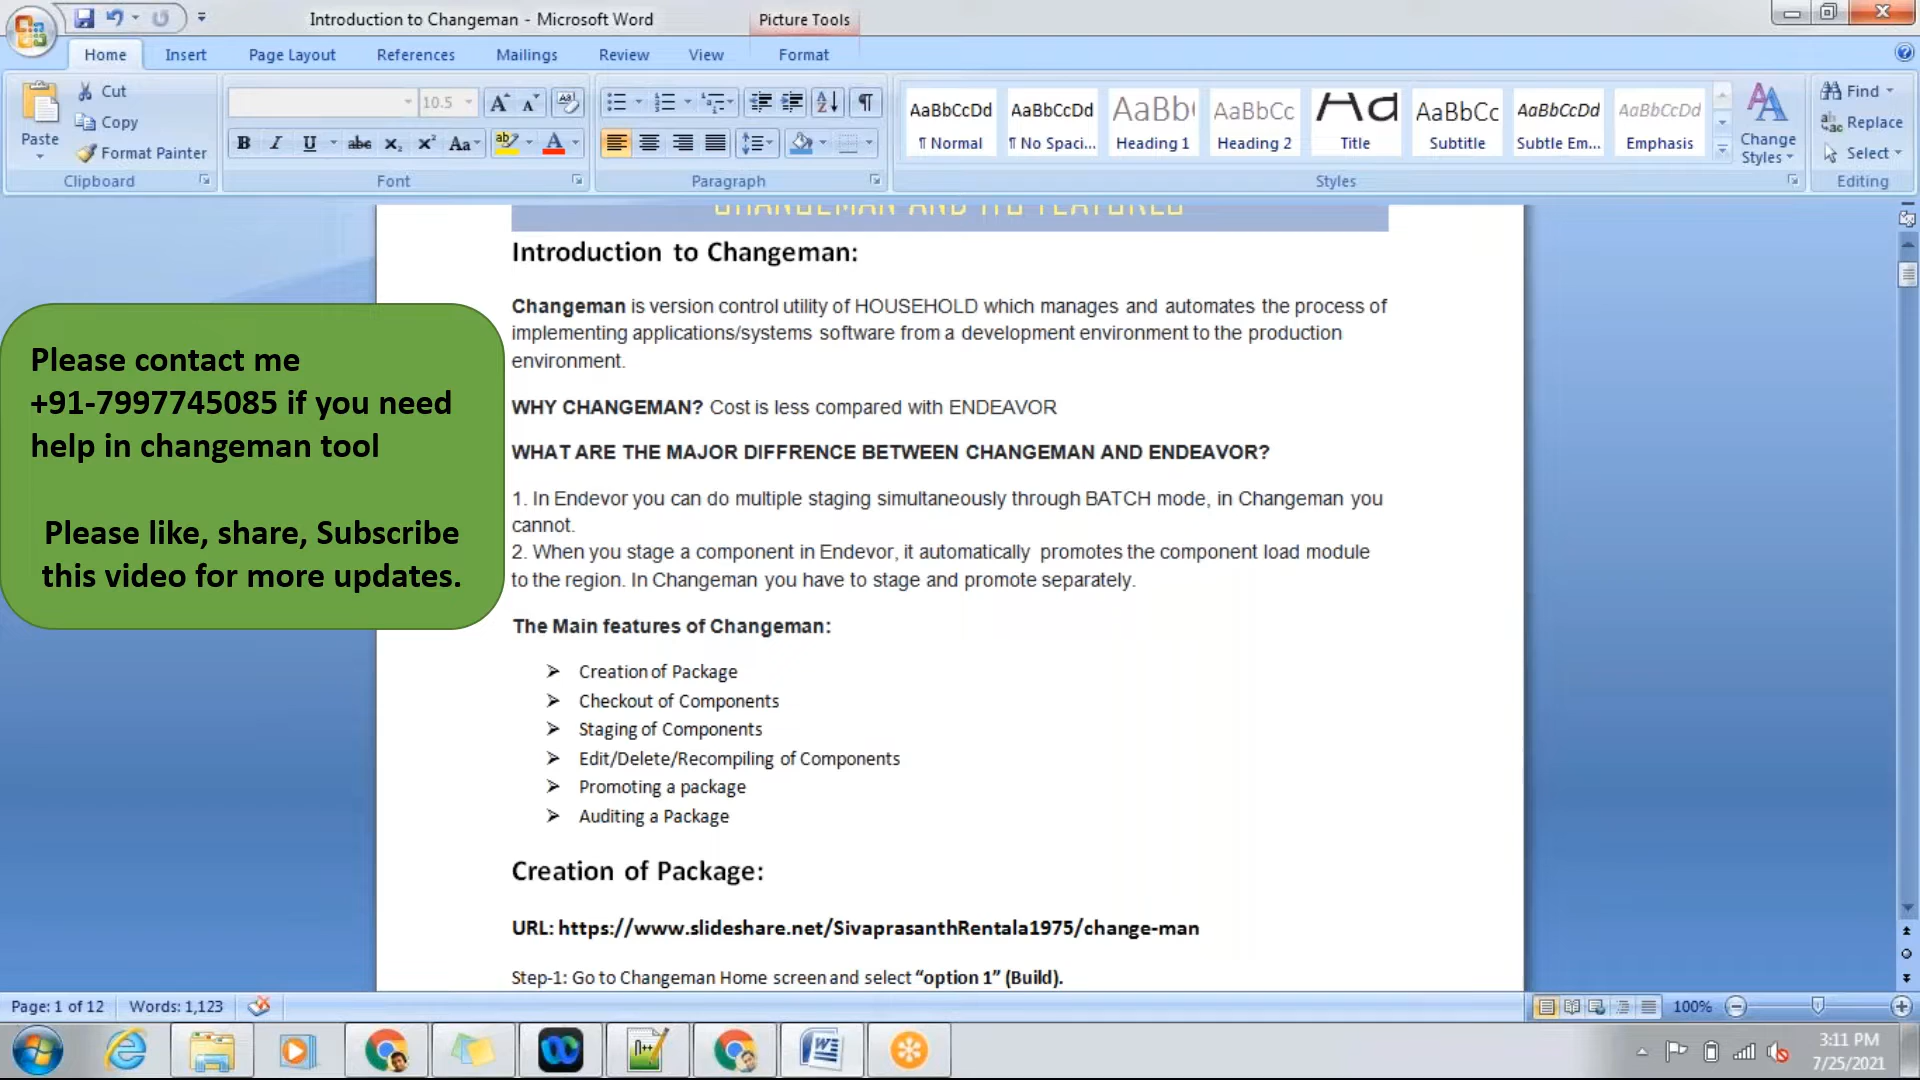 Introduction to Changeman - Microsoft Word
Picture Tools
Home
Insert
Page Layout
References
Mailings
Review
View
Format
Paste
Cut
Copy
Format Painter
Clipboard
10.5
Font
Paragraph
AaBbCcDd
¶ Normal
AaBbCcDd
¶ No Spaci...
AaBb(
Heading 1
AaBbCc
Heading 2
Title
AaBbCc
Subtitle
AaBbCcDd
Subtle Em...
AaBbCcDd
Emphasis
Change
Styles
Styles
Find
Replace
Select
Editing
CHANGEMAN AND ITS FEATURES
Introduction to Changeman:
Changeman is version control utility of HOUSEHOLD which manages and automates the process of
implementing applications/systems software from a development environment to the production
environment.
WHY CHANGEMAN? Cost is less compared with ENDEAVOR
WHAT ARE THE MAJOR DIFFRENCE BETWEEN CHANGEMAN AND ENDEAVOR?
1. In Endevor you can do multiple staging simultaneously through BATCH mode, in Changeman you
cannot.
2. When you stage a component in Endevor, it automatically promotes the component load module
to the region. In Changeman you have to stage and promote separately.
The Main features of Changeman:
➢ Creation of Package
➢ Checkout of Components
➢ Staging of Components
➢ Edit/Delete/Recompiling of Components
➢ Promoting a package
➢ Auditing a Package
Creation of Package:
URL: https://www.slideshare.net/SivaprasanthRentala1975/change-man
Step-1: Go to Changeman Home screen and select “option 1” (Build).
Please contact me
+91-7997745085 if you need
help in changeman tool
Please like, share, Subscribe
this video for more updates.
Page: 1 of 12
Words: 1,123
100%
3:11 PM
7/25/2021